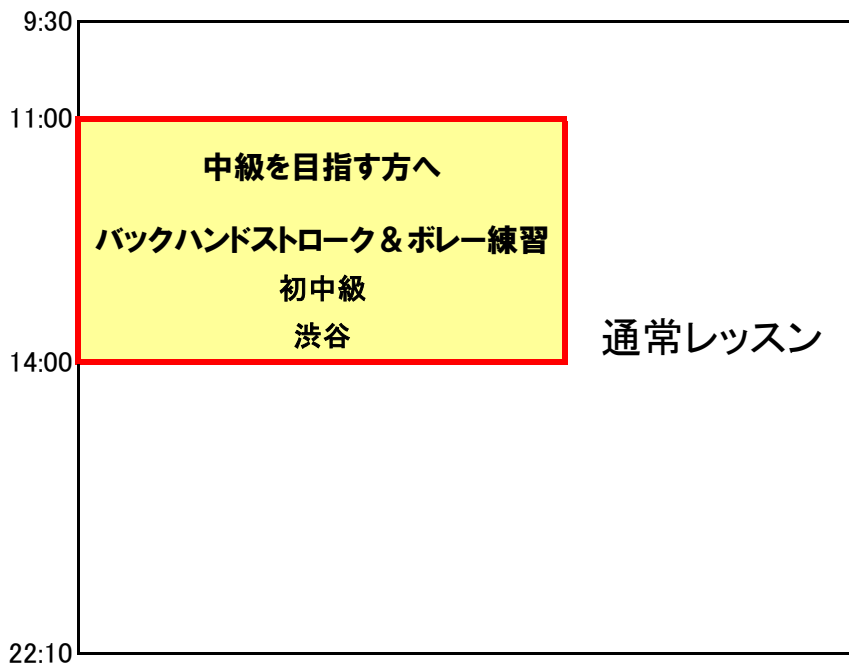 9:30
11:00
中級を目指す方へ
バックハンドストローク＆ボレー練習
初中級
渋谷
通常レッスン
14:00
22:10